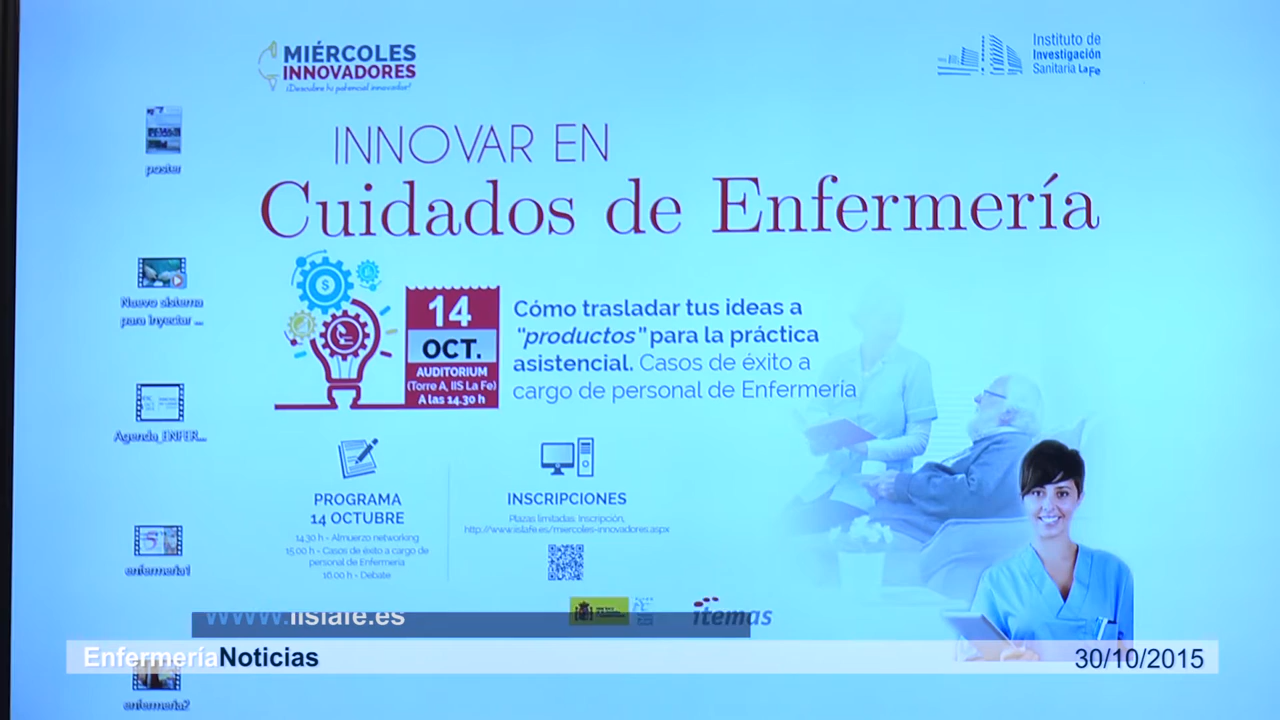 MIÉRCOLES
INNOVADORES
¡Descubre tu potencial innovador!
Instituto de
Investigación
Sanitaria La Fe
INNOVAR EN
Cuidados de Enfermería
poster
Nuevo sistema
para inyectar ...
Agenda_ENFER...
enfermeria1
enfermeria2
14
OCT.
AUDITORIUM
(Torre A, IIS La Fe)
A las 14.30 h
Cómo trasladar tus ideas a
"productos" para la práctica
asistencial. Casos de éxito a
cargo de personal de Enfermería
PROGRAMA
14 OCTUBRE
14.30 h - Almuerzo networking
15.00 h - Casos de éxito a cargo de
personal de Enfermería
16.00 h - Debate
INSCRIPCIONES
Plazas limitadas. Inscripción,
http://www.iislafe.es/miercoles-innovadores.aspx
itemas
www.iislafe.es
EnfermeríaNoticias
30/10/2015